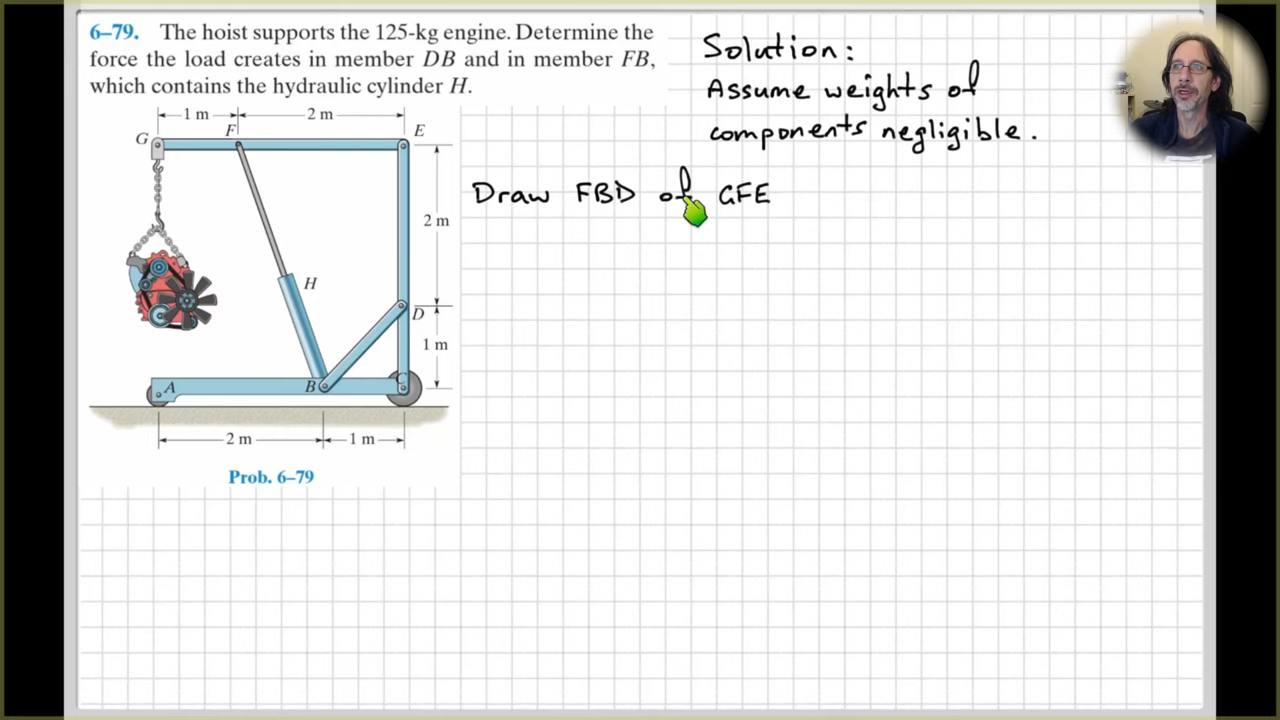 6–79. The hoist supports the 125-kg engine. Determine the
force the load creates in member DB and in member FB,
which contains the hydraulic cylinder H.
Solution:
Assume weights of
components negligible.
1 m
2 m
G
F
E
Draw FBD of GFE
2 m
H
D
1 m
A
B
C
2 m
1 m
Prob. 6–79